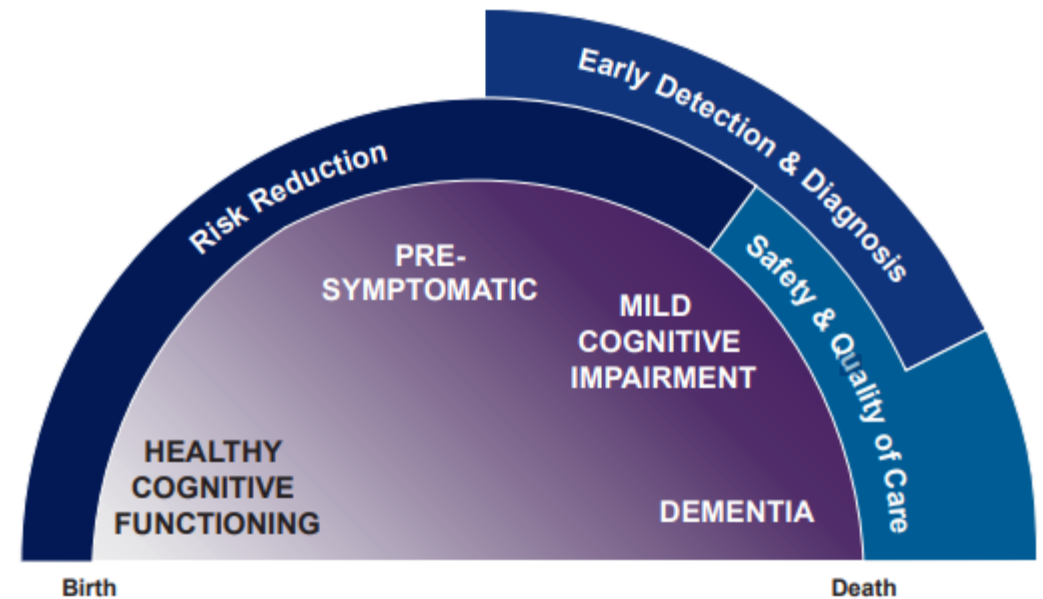 Early Detection & Diagnosis
Risk Reduction
Safety & Quality of Care
PRE-
SYMPTOMATIC
MILD
COGNITIVE
IMPAIRMENT
HEALTHY
COGNITIVE
FUNCTIONING
DEMENTIA
Birth
Death